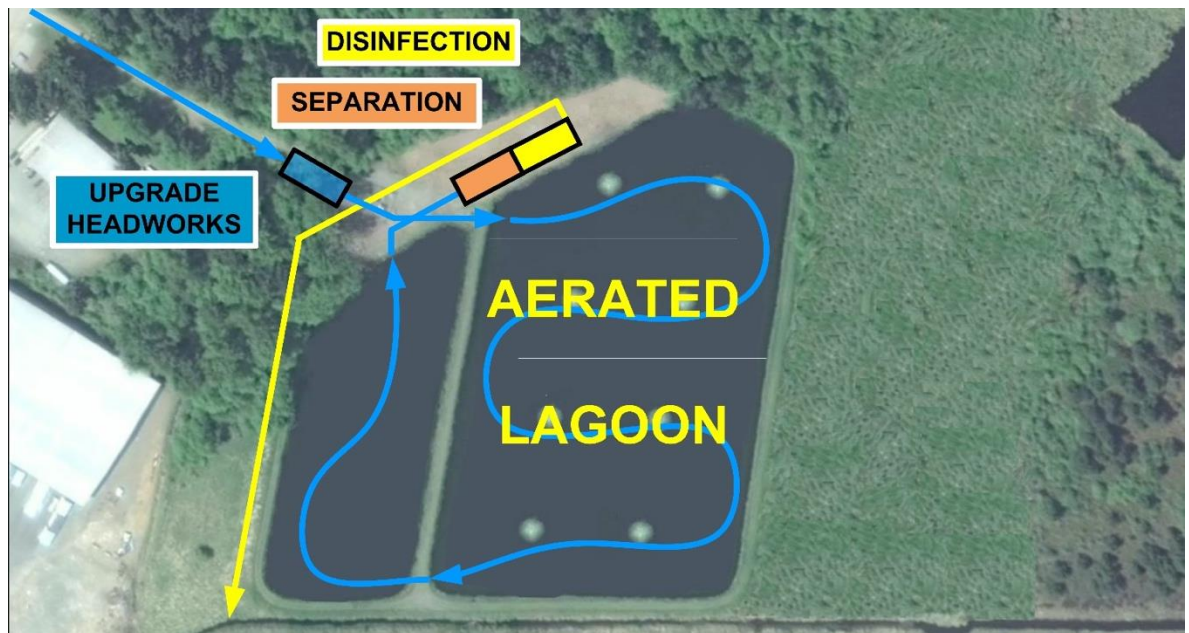 DISINFECTION
SEPARATION
UPGRADE
HEADWORKS
AERATED
LAGOON